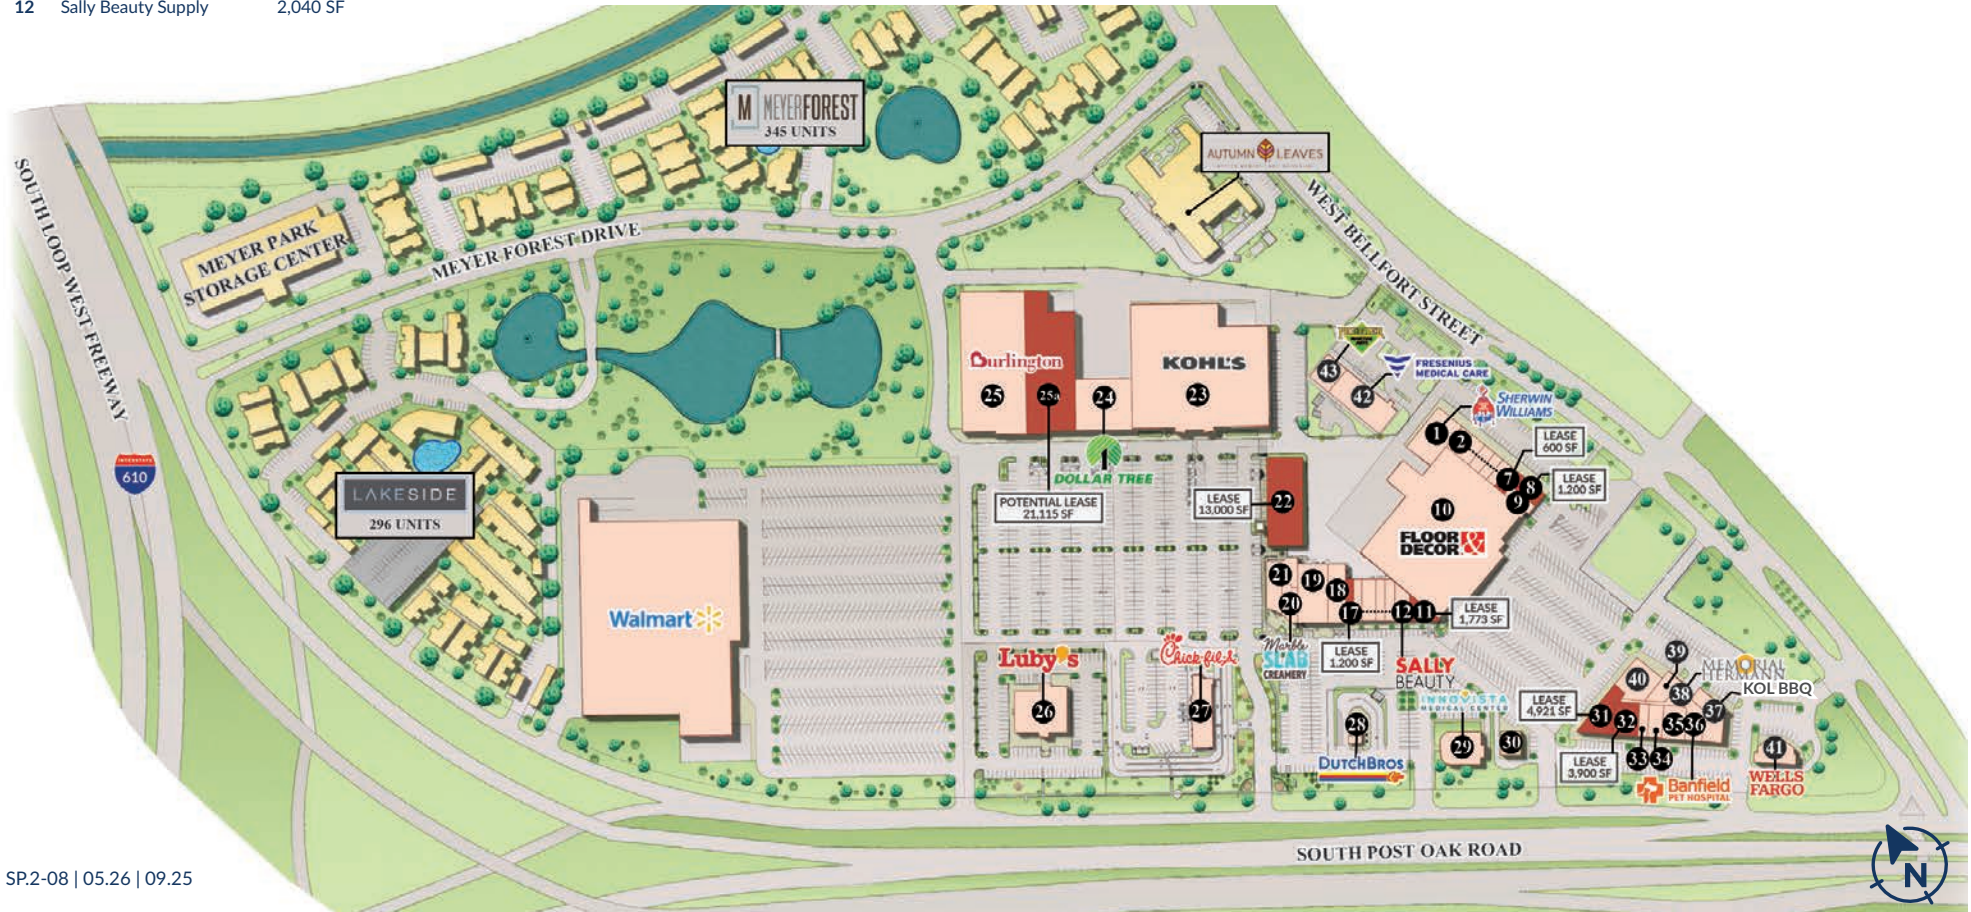 12 Sally Beauty Supply 2,040 SF
M MEYERFOREST
345 UNITS
AUTUMN LEAVES
SOUTH LOOP WEST FREEWAY
WEST BELLFORT STREET
MEYER PARK
STORAGE CENTER
MEYER FOREST DRIVE
INTERSTATE
610
LAKESIDE
296 UNITS
Burlington
25
25a
24
KOHL'S
23
43
FRESENIUS
MEDICAL CARE
42
SHERWIN
WILLIAMS
1
2
LEASE
600 SF
7
8
9
LEASE
1,200 SF
10
FLOOR &
DECOR
DOLLAR TREE
POTENTIAL LEASE
21,115 SF
LEASE
13,000 SF
22
21
19
18
20
17
12
11
LEASE
1,773 SF
Walmart
Marble
SLAB
CREAMERY
LEASE
1,200 SF
SALLY
BEAUTY
Luby's
26
Chick-fil-A
27
28
DUTCH BROS
INNOVISTA
MEDICAL CENTER
29
30
LEASE
4,921 SF
31
32
LEASE
3,900 SF
33
34
35
36
37
38
39
40
MEMORIAL
HERMANN
KOL BBQ
Banfield
PET HOSPITAL
41
WELLS
FARGO
SOUTH POST OAK ROAD
N
SP.2-08 | 05.26 | 09.25